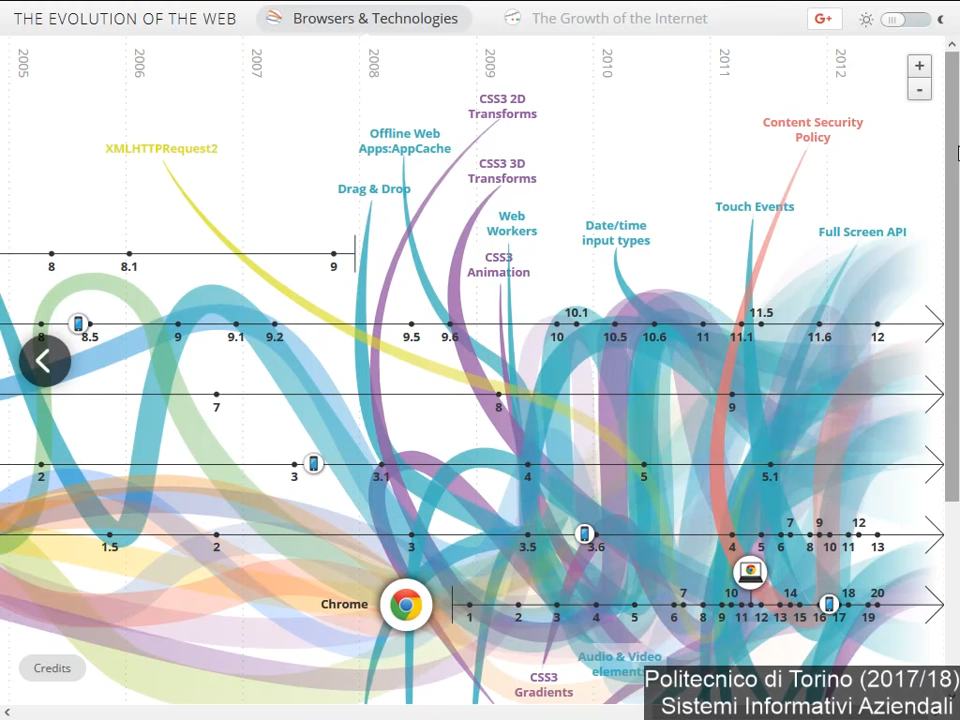 THE EVOLUTION OF THE WEB
Browsers & Technologies
The Growth of the Internet
G+
2005
2006
2007
2008
2009
2010
2011
2012
+
-
CSS3 2D
Transforms
Content Security
Policy
Offline Web
Apps:AppCache
XMLHTTPRequest2
CSS3 3D
Transforms
Drag & Drop
Touch Events
Web
Workers
Date/time
input types
Full Screen API
CSS3
Animation
8 8.1 9
10.1 11.5
8 8.5 9 9.1 9.2 9.5 9.6 10 10.5 10.6 11 11.1 11.6 12
7 8 9
2 3 3.1 4 5 5.1
7 9 12
1.5 2 3 3.5 3.6 4 5 6 8 10 11 13
7 10 14 18 20
Chrome
1 2 3 4 5 6 8 9 11 12 13 15 16 17 19
Audio & Video
elements
Credits
CSS3
Gradients
Politecnico di Torino (2017/18)
Sistemi Informativi Aziendali